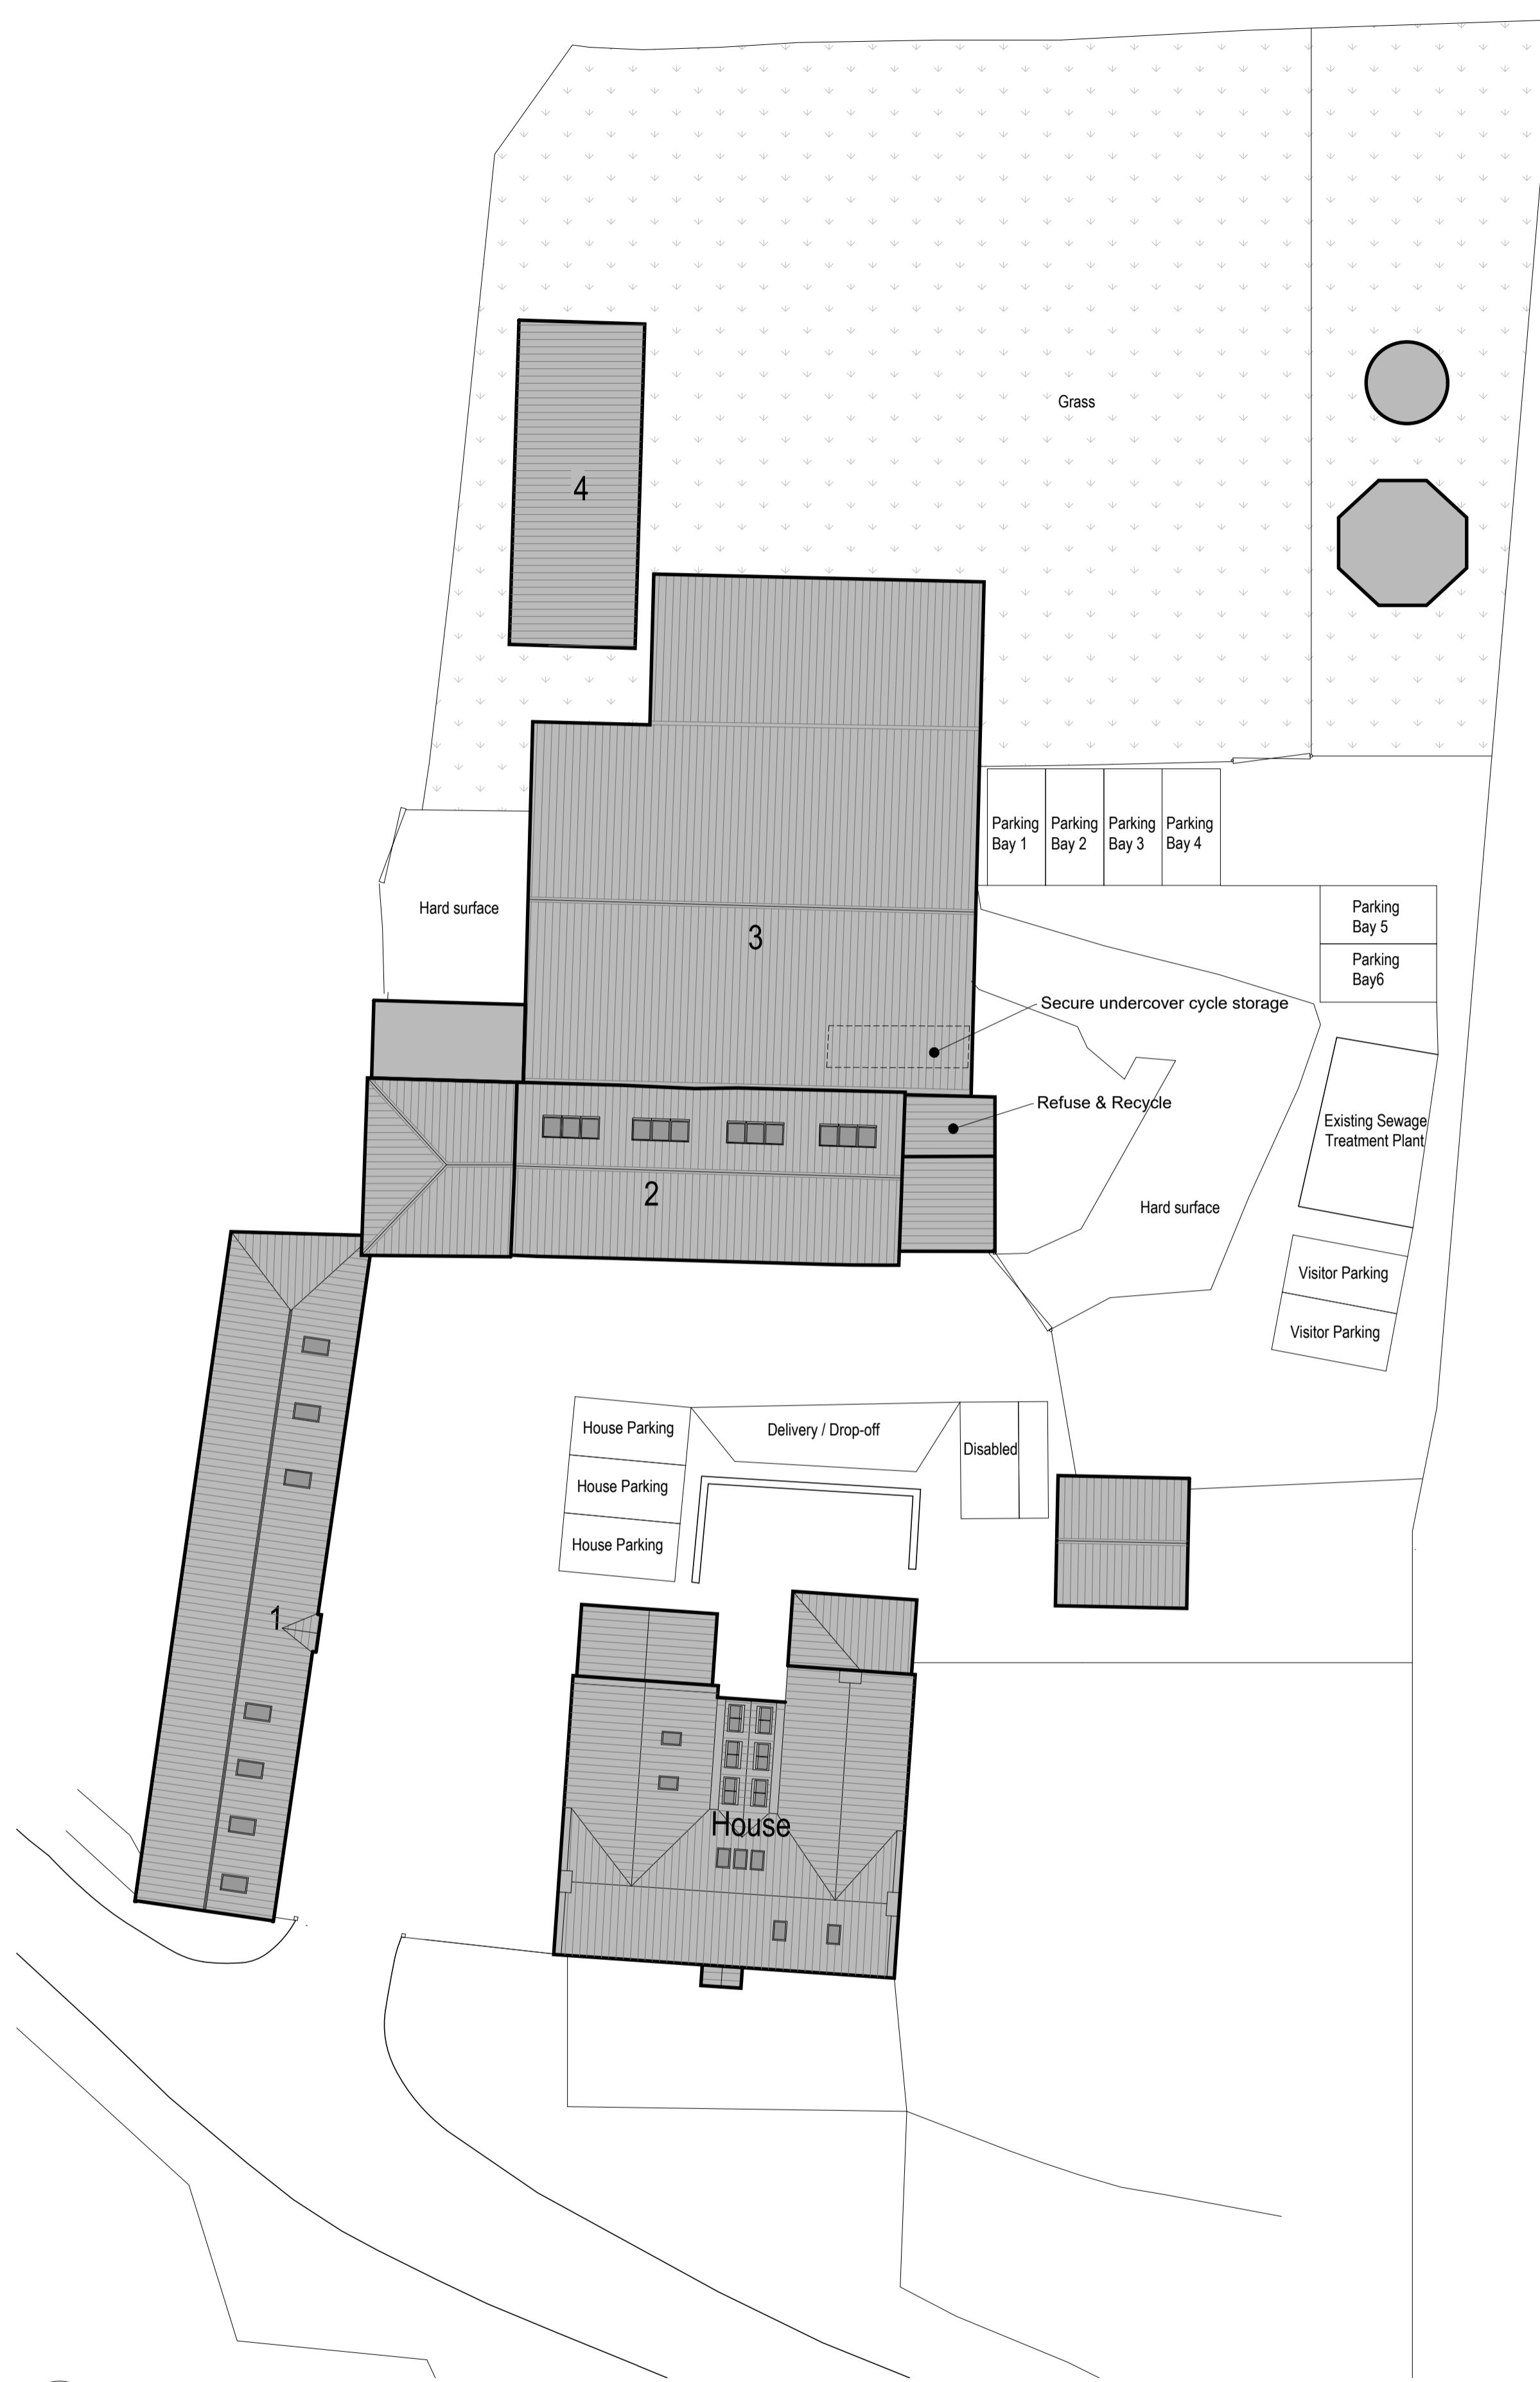 Grass
4
Parking
Bay 1
Parking
Bay 2
Parking
Bay 3
Parking
Bay 4
Hard surface
Parking
Bay 5
3
Parking
Bay6
Secure undercover cycle storage
Refuse & Recycle
Existing Sewage
Treatment Plant
2
Hard surface
Visitor Parking
Visitor Parking
House Parking
Delivery / Drop-off
Disabled
House Parking
House Parking
1
House